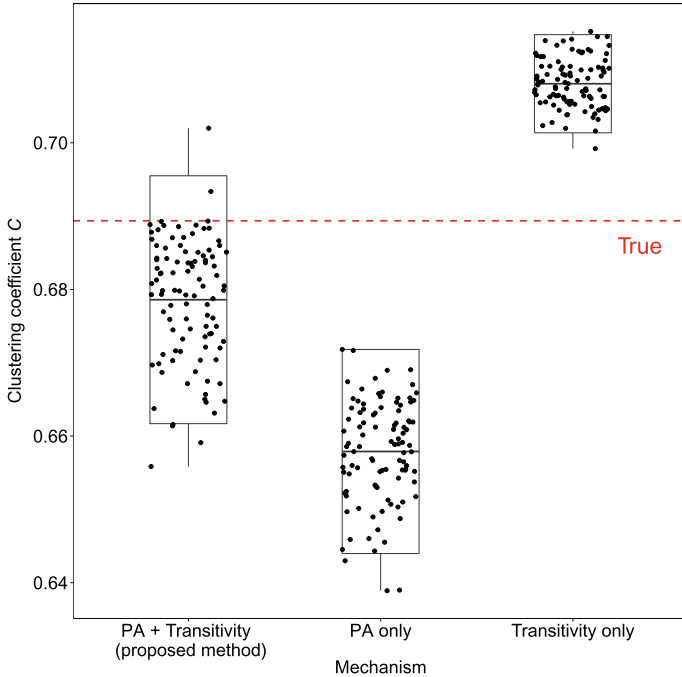 0.70
0.68
0.66
0.64
Clustering coefficient C
True
PA + Transitivity
(proposed method)
PA only
Transitivity only
Mechanism